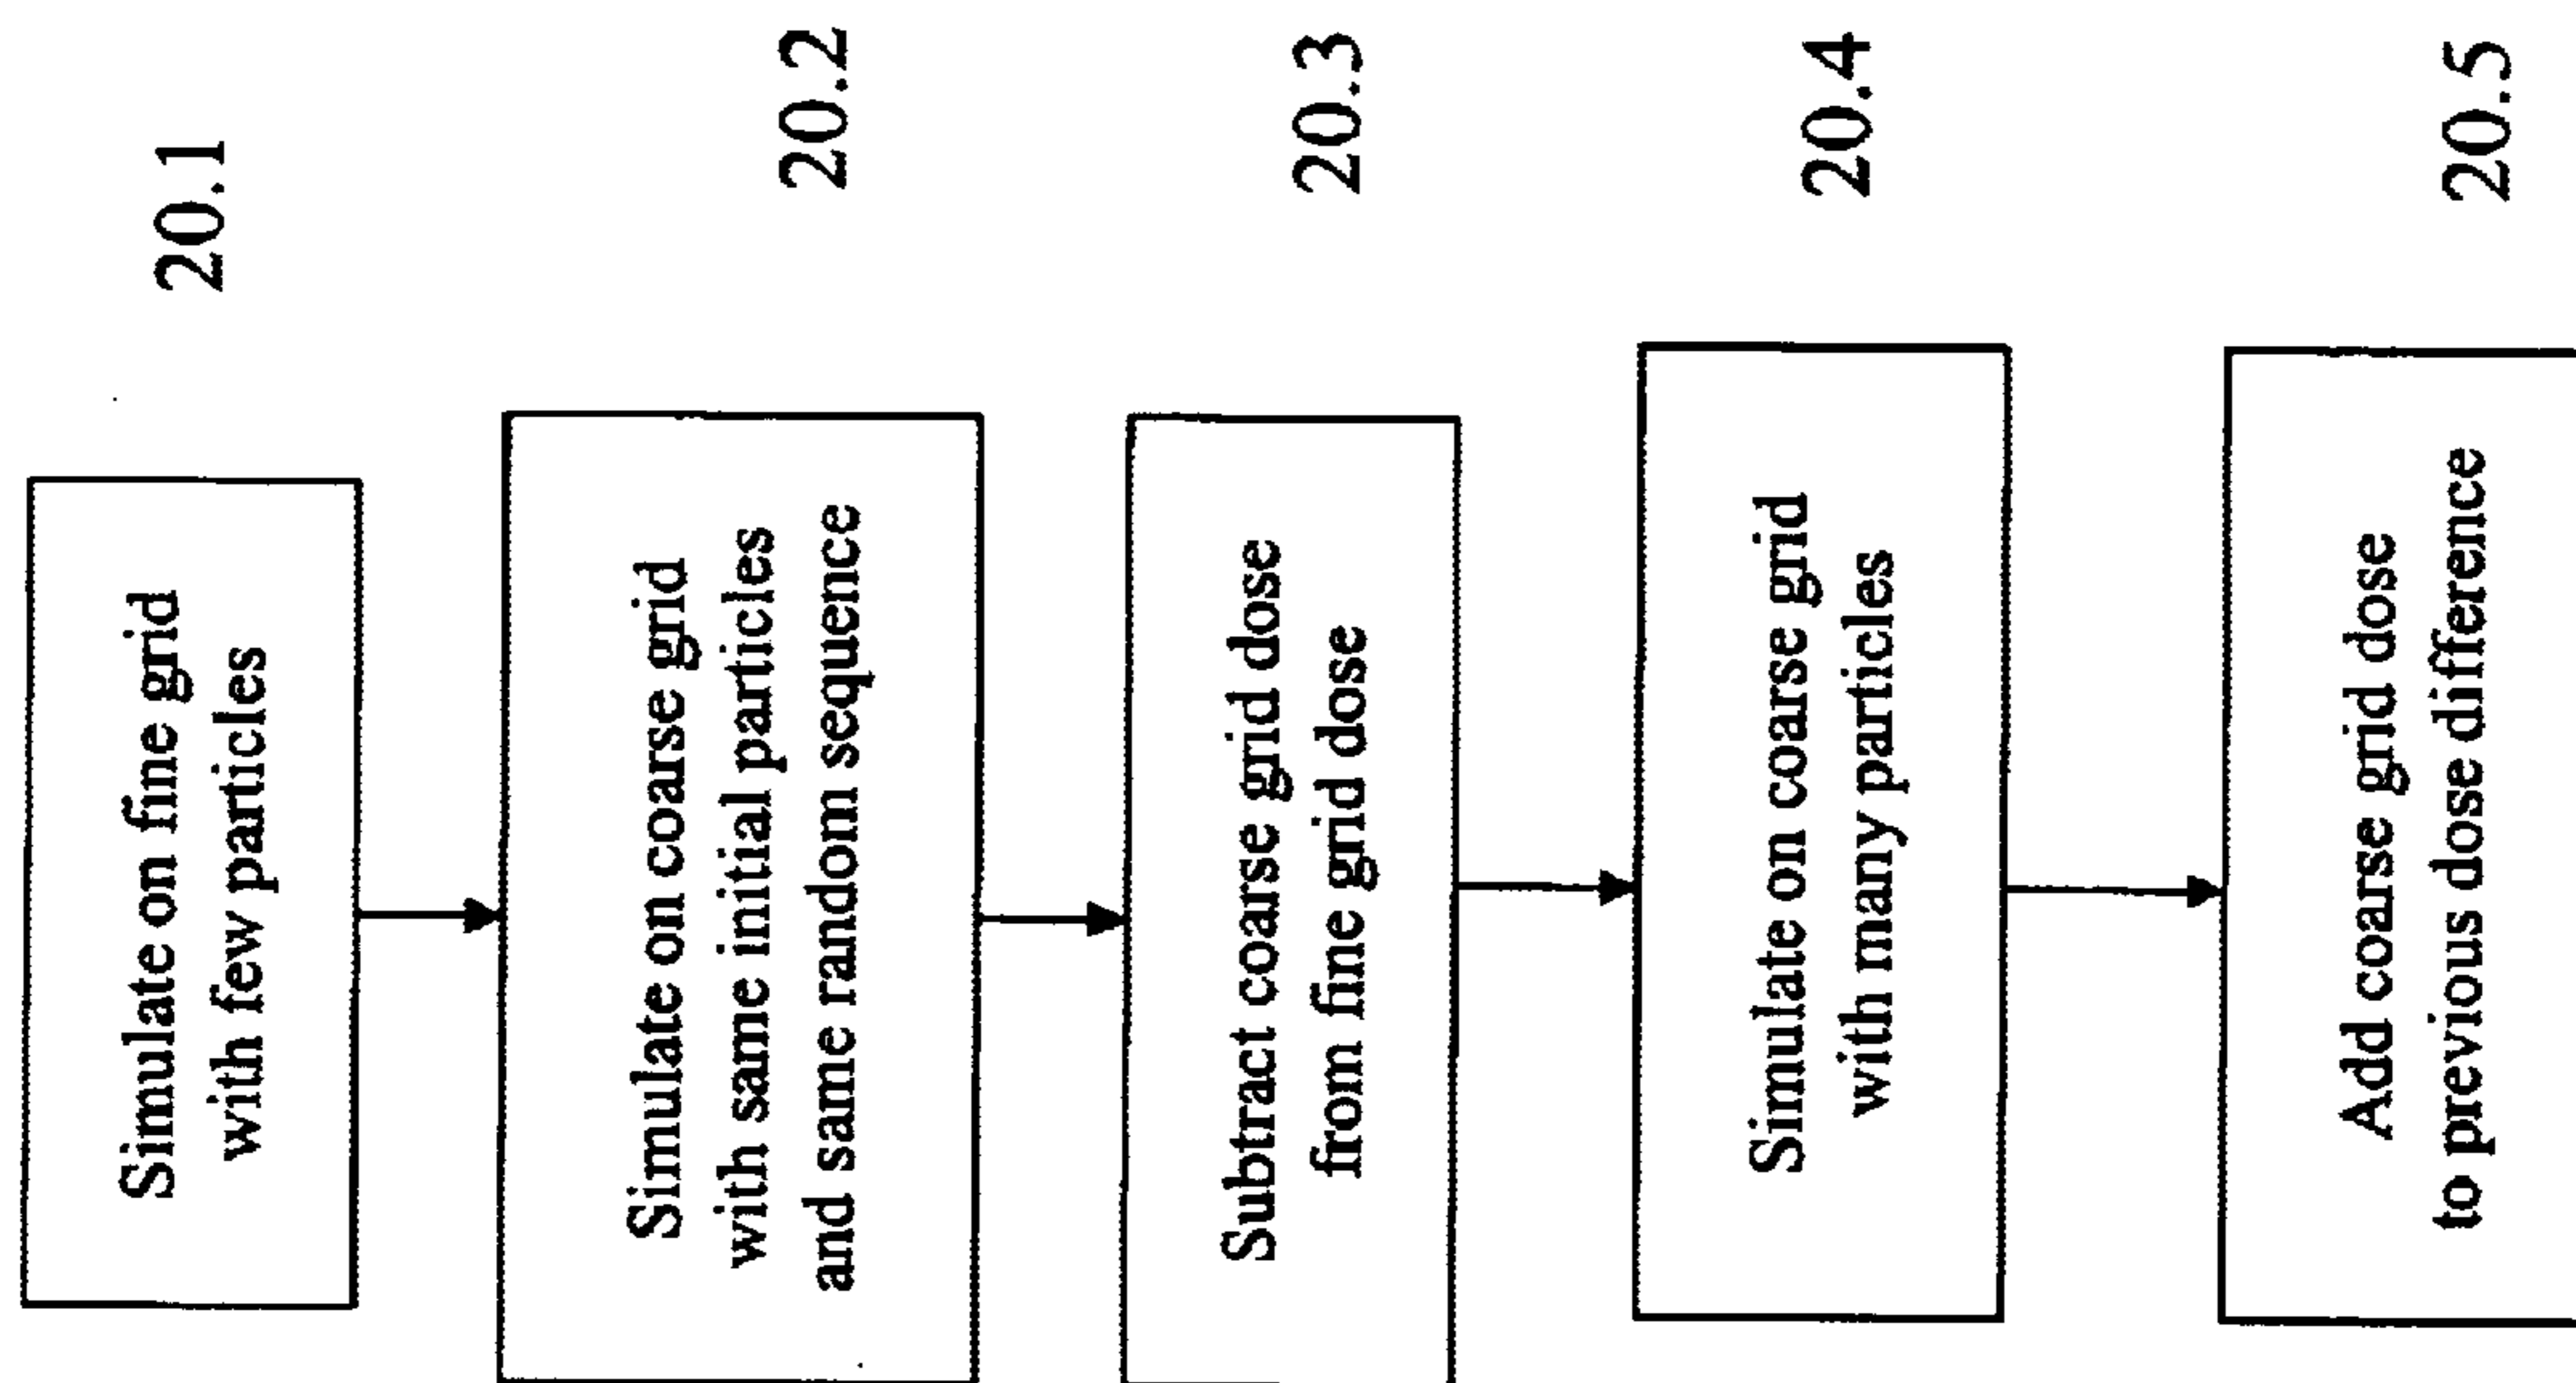 Simulate on fine grid
with few particles
20.1
Simulate on coarse grid
with same initial particles
and same random sequence
20.2
Subtract coarse grid dose
from fine grid dose
20.3
Simulate on coarse grid
with many particles
20.4
Add coarse grid dose
to previous dose difference
20.5